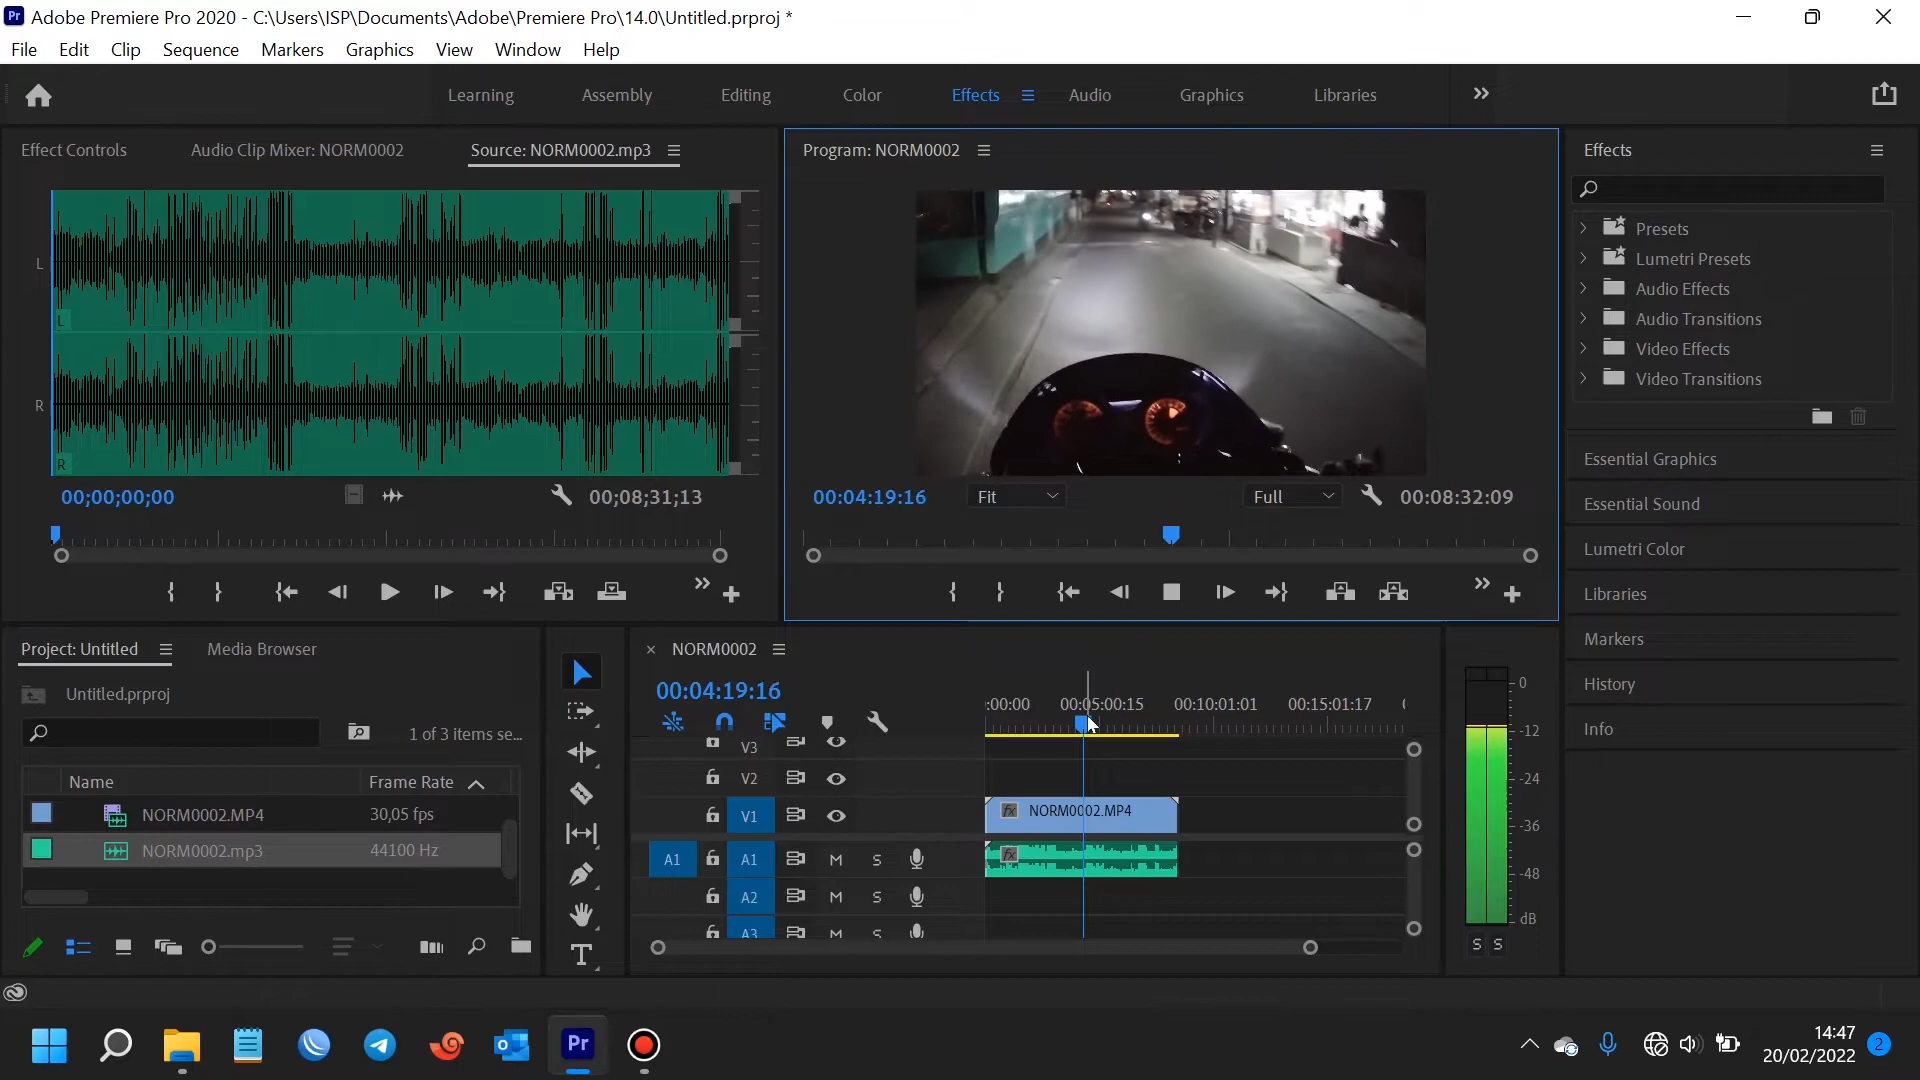 Pr Adobe Premiere Pro 2020 - C:\Users\ISP\Documents\Adobe\Premiere Pro\14.0\Untitled.prproj *
File Edit Clip Sequence Markers Graphics View Window Help
Learning Assembly Editing Color Effects Audio Graphics Libraries
Effect Controls Audio Clip Mixer: NORM0002 Source: NORM0002.mp3
Program: NORM0002
Effects
L
L
R
R
Presets
Lumetri Presets
Audio Effects
Audio Transitions
Video Effects
Video Transitions
Essential Graphics
Essential Sound
Lumetri Color
Libraries
Markers
History
Info
00;00;00;00 00;08;31;13
00:04:19:16 Fit Full 00:08:32:09
Project: Untitled Media Browser
Untitled.prproj
1 of 3 items se...
Name Frame Rate
NORM0002.MP4 30,05 fps
NORM0002.mp3 44100 Hz
T
NORM0002
00:04:19:16
:00:00 00:05:00:15 00:10:01:01 00:15:01:17
V3
V2
V1 fx NORM0002.MP4
A1 A1 M S fx
A2 M S
A3 M S
0
-12
-24
-36
-48
dB
S S
Pr
14:47
20/02/2022
2